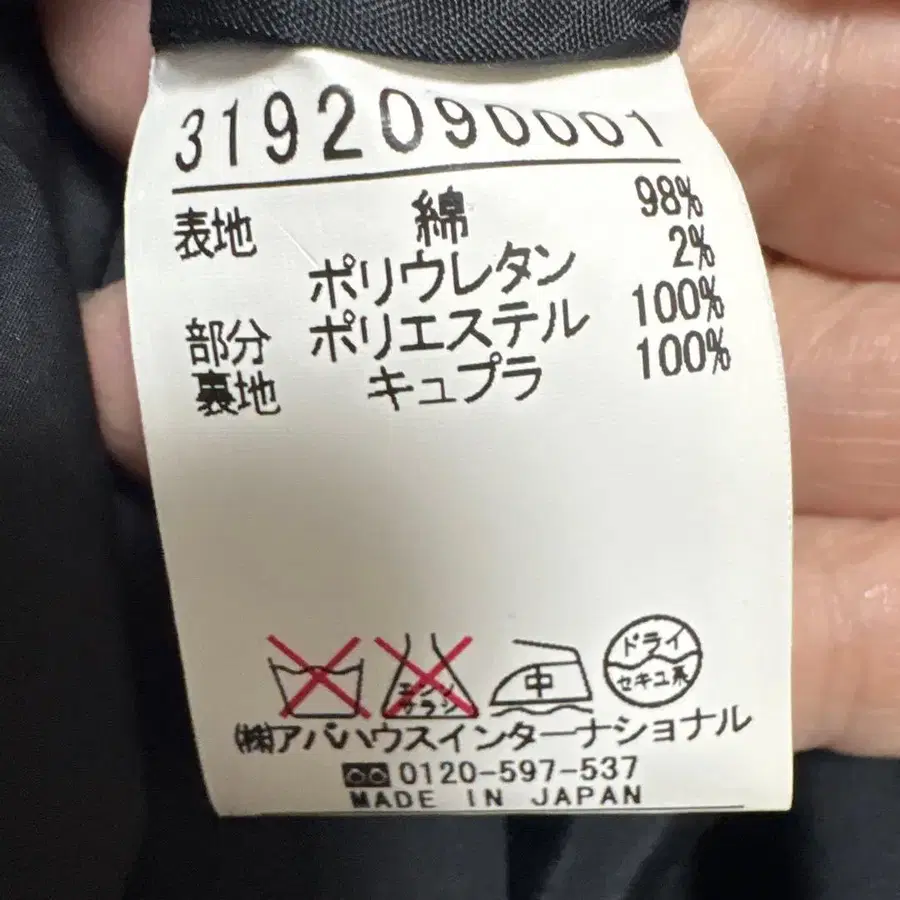 3192090001
表地 綿 98%
ポリウレタン 2%
部分 ポリエステル 100%
裏地 キュプラ 100%
エンソ サラシ
中
ドライ
セキユ系
㈱アバハウスインターナショナル
0120-597-537
MADE IN JAPAN